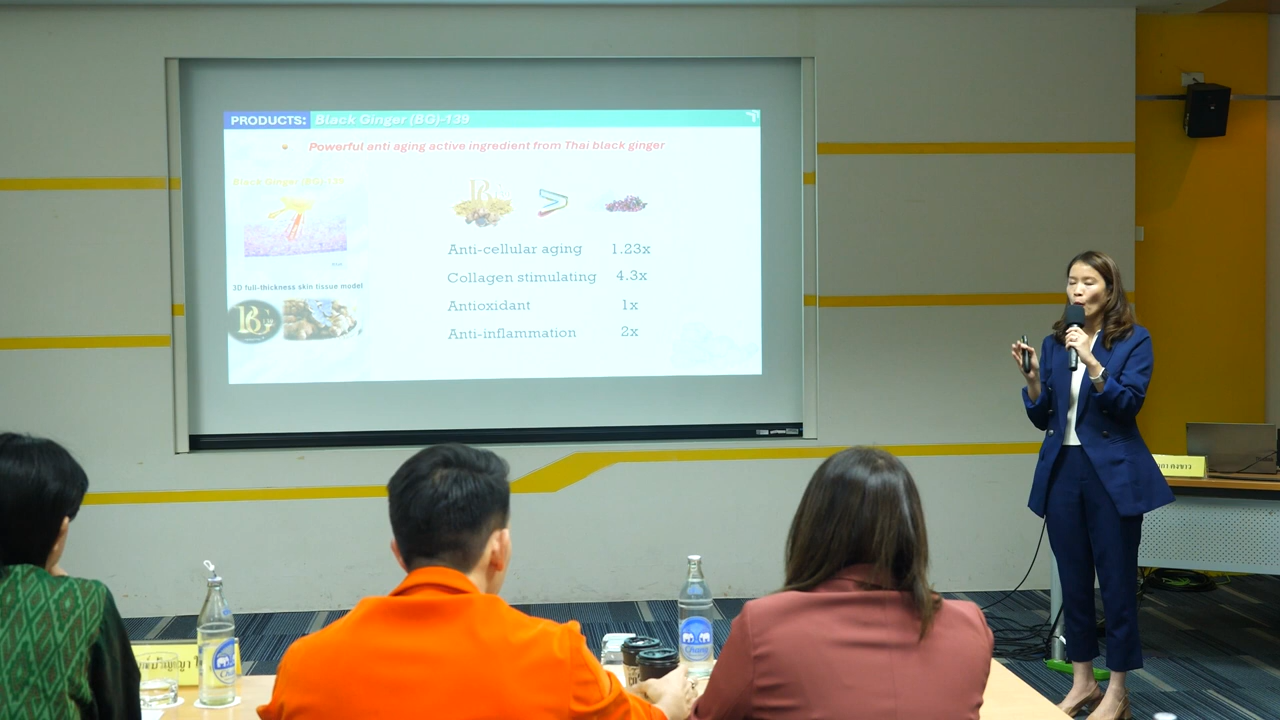 PRODUCTS: Black Ginger (BG)-139
Powerful anti aging active ingredient from Thai black ginger
Black Ginger (BG)-139
3D full-thickness skin tissue model
BG
Anti-cellular aging 1.23x
Collagen stimulating 4.3x
Antioxidant 1x
Anti-inflammation 2x
Chang
Chang